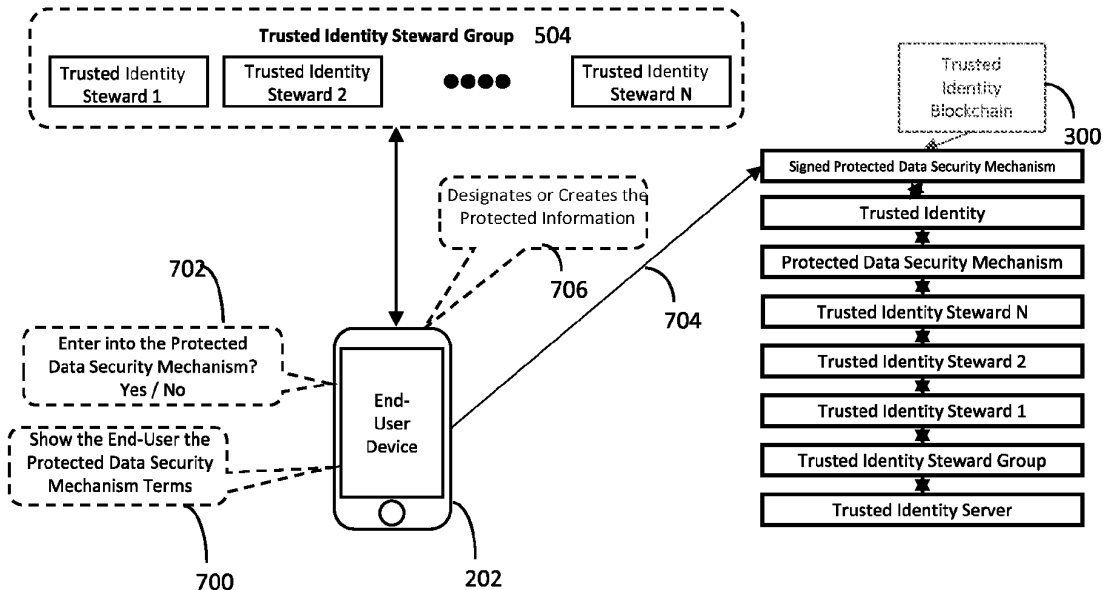 Trusted Identity Steward Group 504
Trusted Identity
Steward 1
Trusted Identity
Steward 2
Trusted Identity
Steward N
Trusted
Identity
Blockchain
300
Signed Protected Data Security Mechanism
Trusted Identity
Protected Data Security Mechanism
Trusted Identity Steward N
Trusted Identity Steward 2
Trusted Identity Steward 1
Trusted Identity Steward Group
Trusted Identity Server
Designates or Creates the
Protected Information
706
704
702
Enter into the Protected
Data Security Mechanism?
Yes / No
Show the End-User the
Protected Data Security
Mechanism Terms
700
End-
User
Device
202